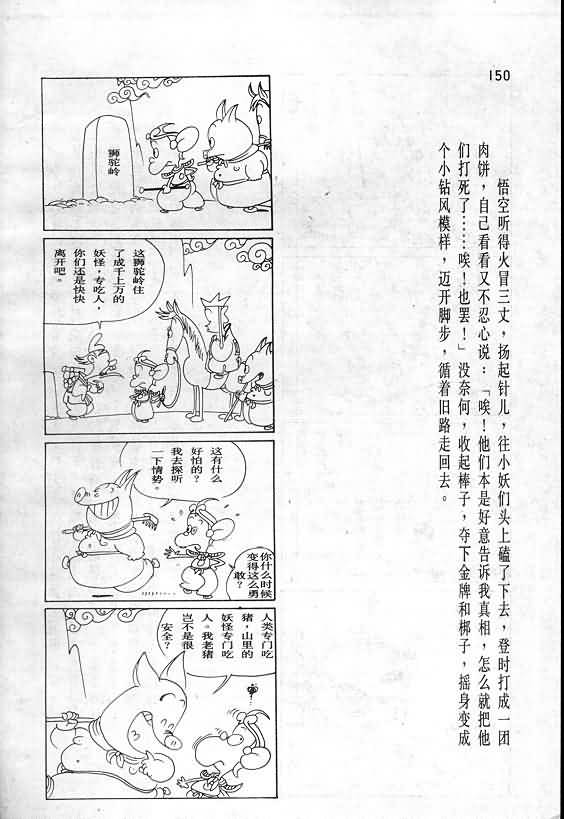 150
悟空听得火冒三丈，扬起针儿，往小妖们头上磕了下去，登时打成一团
肉饼，自己看看又不忍心说：「唉！他们本是好意告诉我真相，怎么就把他
们打死了……唉！也罢！」没奈何，收起棒子，夺下金牌和梆子，摇身变成
个小钻风模样，迈开脚步，循着旧路走回去。
狮驼岭
这狮驼岭住
了成千上万的
妖怪，专吃人，
你们还是快快
离开吧。
这有什么
好怕的？
我去探听
一下情势。
你什么时候
变得这么勇
敢？
人类专门吃
猪，山里的
妖怪专门吃
人。我老猪
岂不是很
安全？